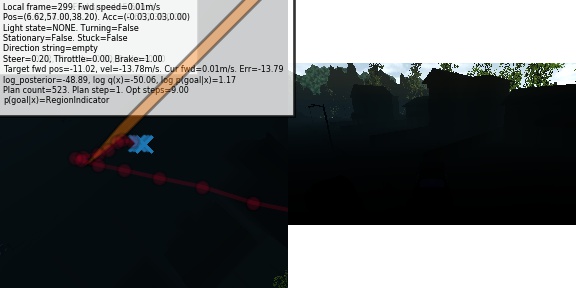 Local frame=299. Fwd speed=0.01m/s
Pos=(6.62,57.00,38.20). Acc=(-0.03,0.03,0.00)
Light state=NONE. Turning=False
Stationary=False. Stuck=False
Direction string=empty
Steer=0.20, Throttle=0.00, Brake=1.00
Target fwd pos=-11.02, vel=-13.78m/s. Cur fwd=0.01m/s. Err=-13.79
log_posterior=-48.89, log q(x)=-50.06, log p(goal|x)=1.17
Plan count=523. Plan step=1. Opt steps=9.00
p(goal|x)=RegionIndicator